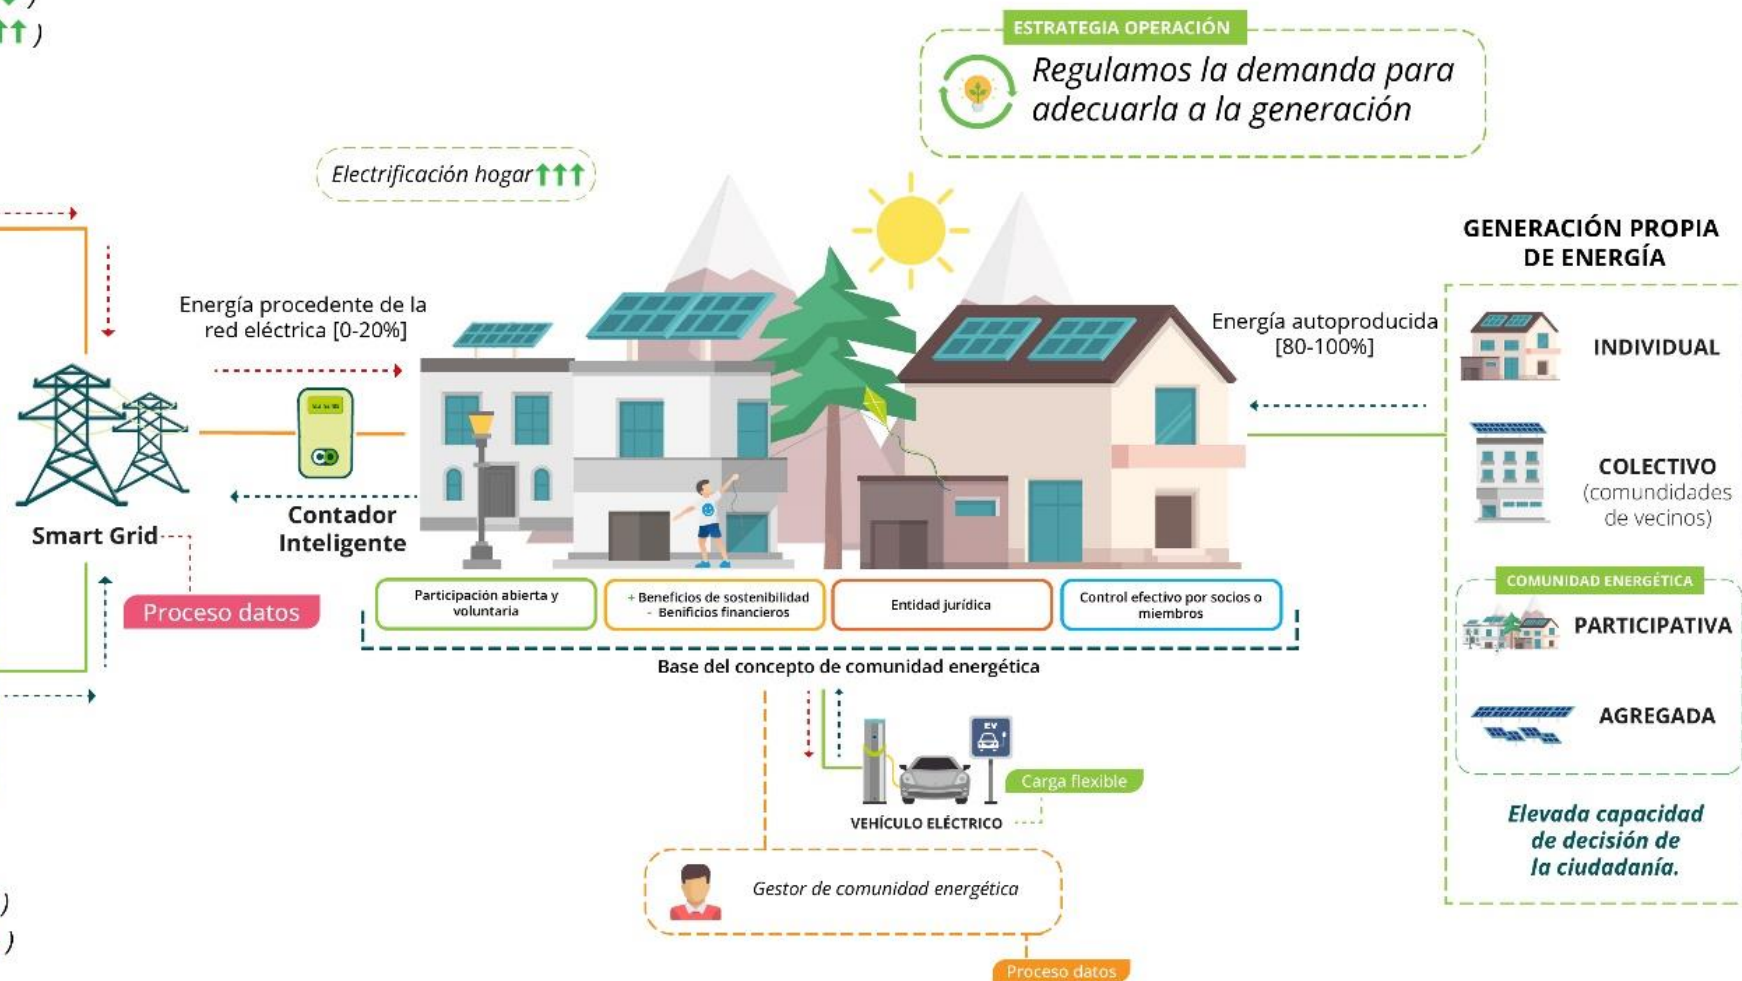 )
)
ESTRATEGIA OPERACIÓN
Regulamos la demanda para
adecuarla a la generación
Electrificación hogar
GENERACIÓN PROPIA
DE ENERGÍA
Energía procedente de la
red eléctrica [0-20%]
Energía autoproducida
[80-100%]
INDIVIDUAL
COLECTIVO
(comundidades
de vecinos)
Smart Grid
Contador
Inteligente
Proceso datos
Participación abierta y
voluntaria
+ Beneficios de sostenibilidad
- Benificios financieros
Entidad jurídica
Control efectivo por socios o
miembros
Base del concepto de comunidad energética
COMUNIDAD ENERGÉTICA
PARTICIPATIVA
AGREGADA
EV
Carga flexible
VEHÍCULO ELÉCTRICO
Elevada capacidad
de decisión de
la ciudadanía.
Gestor de comunidad energética
)
)
Proceso datos